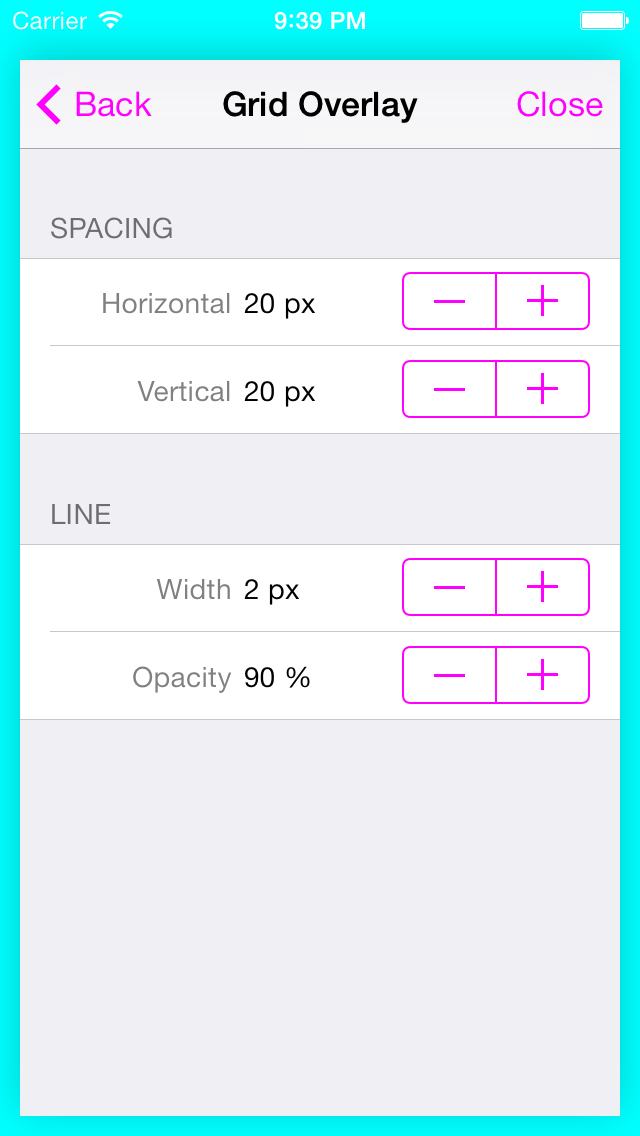 Carrier 9:39 PM
Back Grid Overlay Close
SPACING
Horizontal 20 px
Vertical 20 px
LINE
Width 2 px
Opacity 90 %